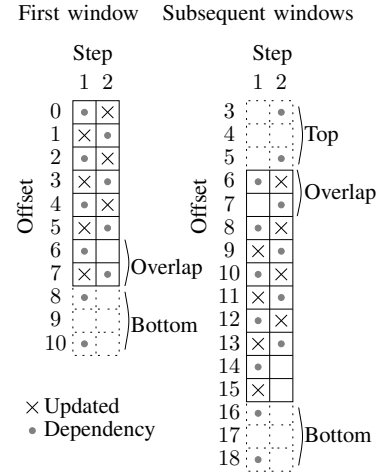 First window Subsequent windows
Step Step
1 2 1 2
0 3
1 4 Top
2 5
3 6 Overlap
4 7
5 8
6 9
7 Overlap 10
8 11
9 Bottom 12
10 13
14
15
16
17 Bottom
18
Offset Offset
Updated
Dependency